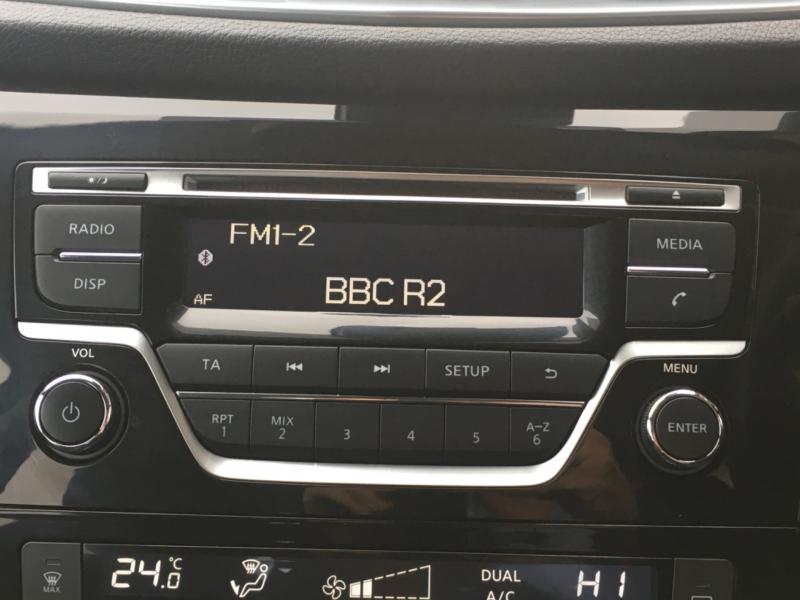 RADIO
DISP
FM1-2
AF
BBC R2
MEDIA
VOL
MENU
TA
SETUP
RPT
1
MIX
2
3
4
5
A-Z
6
ENTER
MAX
24.0 °C
DUAL
A/C
HI